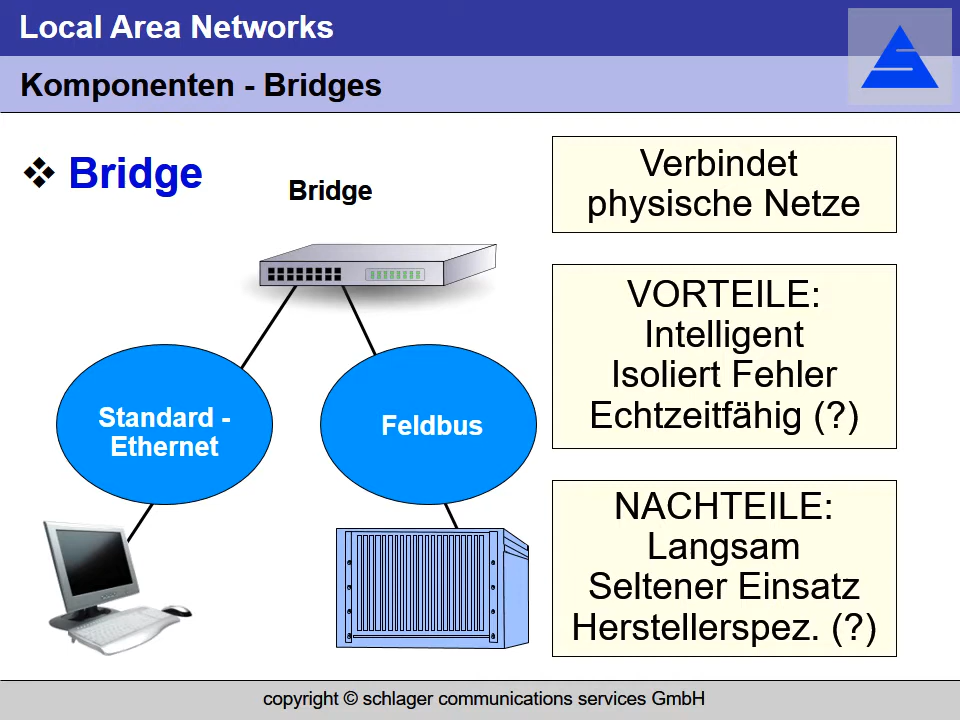 Local Area Networks
Komponenten - Bridges
Bridge
Bridge
Standard -
Ethernet
Feldbus
Verbindet
physische Netze
VORTEILE:
Intelligent
Isoliert Fehler
Echtzeitfähig (?)
NACHTEILE:
Langsam
Seltener Einsatz
Herstellerspez. (?)
copyright © schlager communications services GmbH